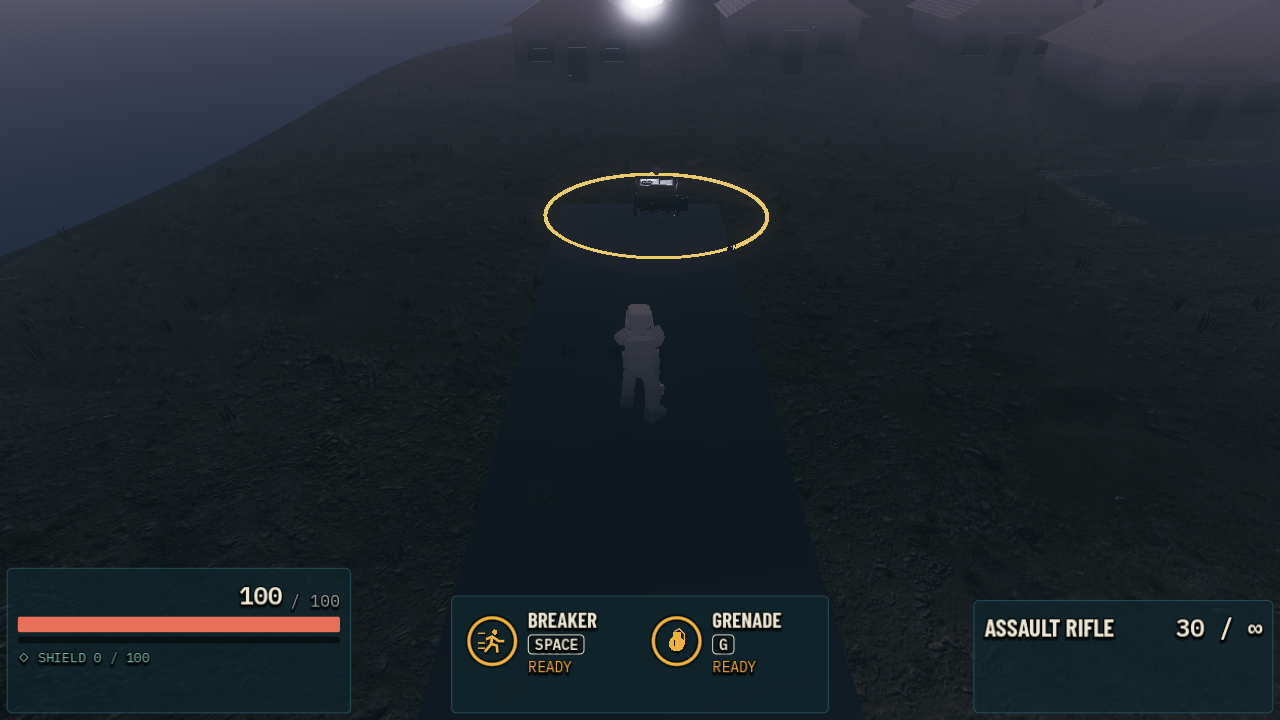 100 / 100
◇ SHIELD 0 / 100
BREAKER
SPACE
READY
GRENADE
G
READY
ASSAULT RIFLE 30 / ∞